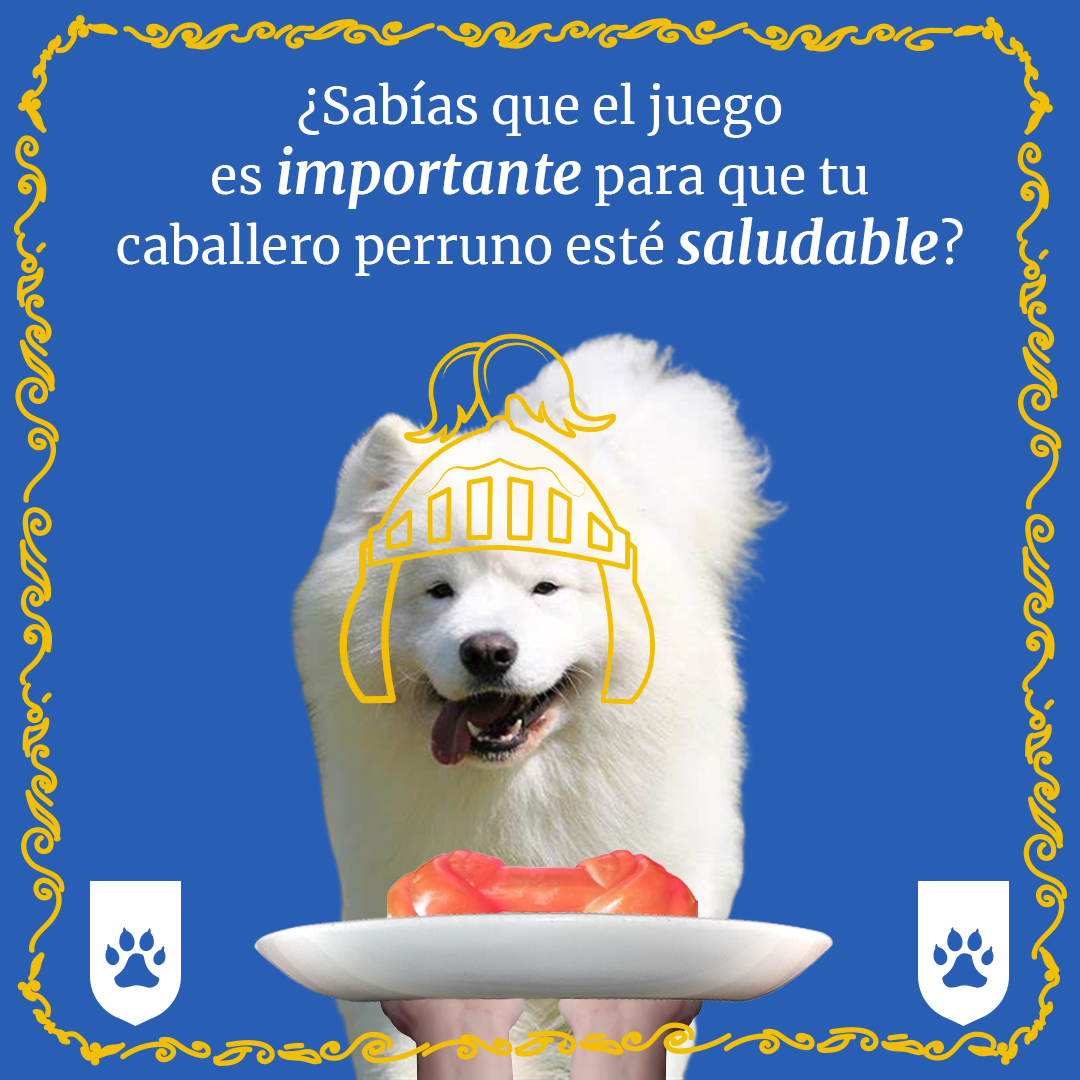 ¿Sabías que el juego
es importante para que tu
caballero perruno esté saludable?